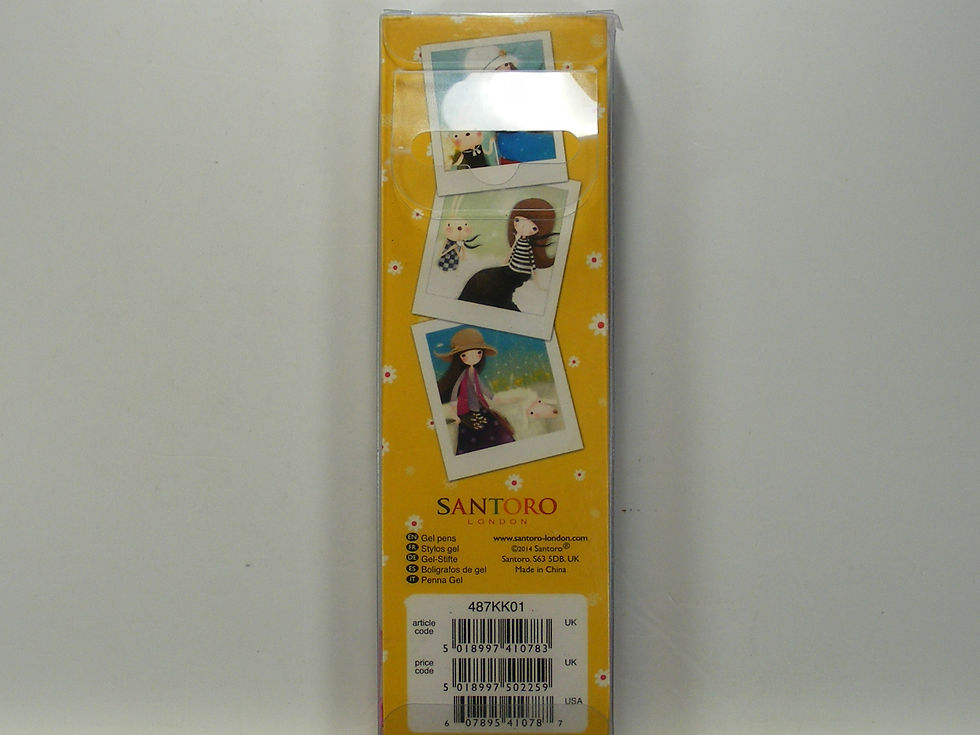 SANTORO
LONDON
EN Gel pens
FR Stylos gel
DE Gel-Stifte
ES Boligrafos de gel
IT Penna Gel
www.santoro-london.com
©2014 Santoro®
Santoro. S63 5DB. UK
Made in China
487KK01
article code
5 018997 410783
UK
price code
5 018997 502259
UK
6 07895 41078 7
USA